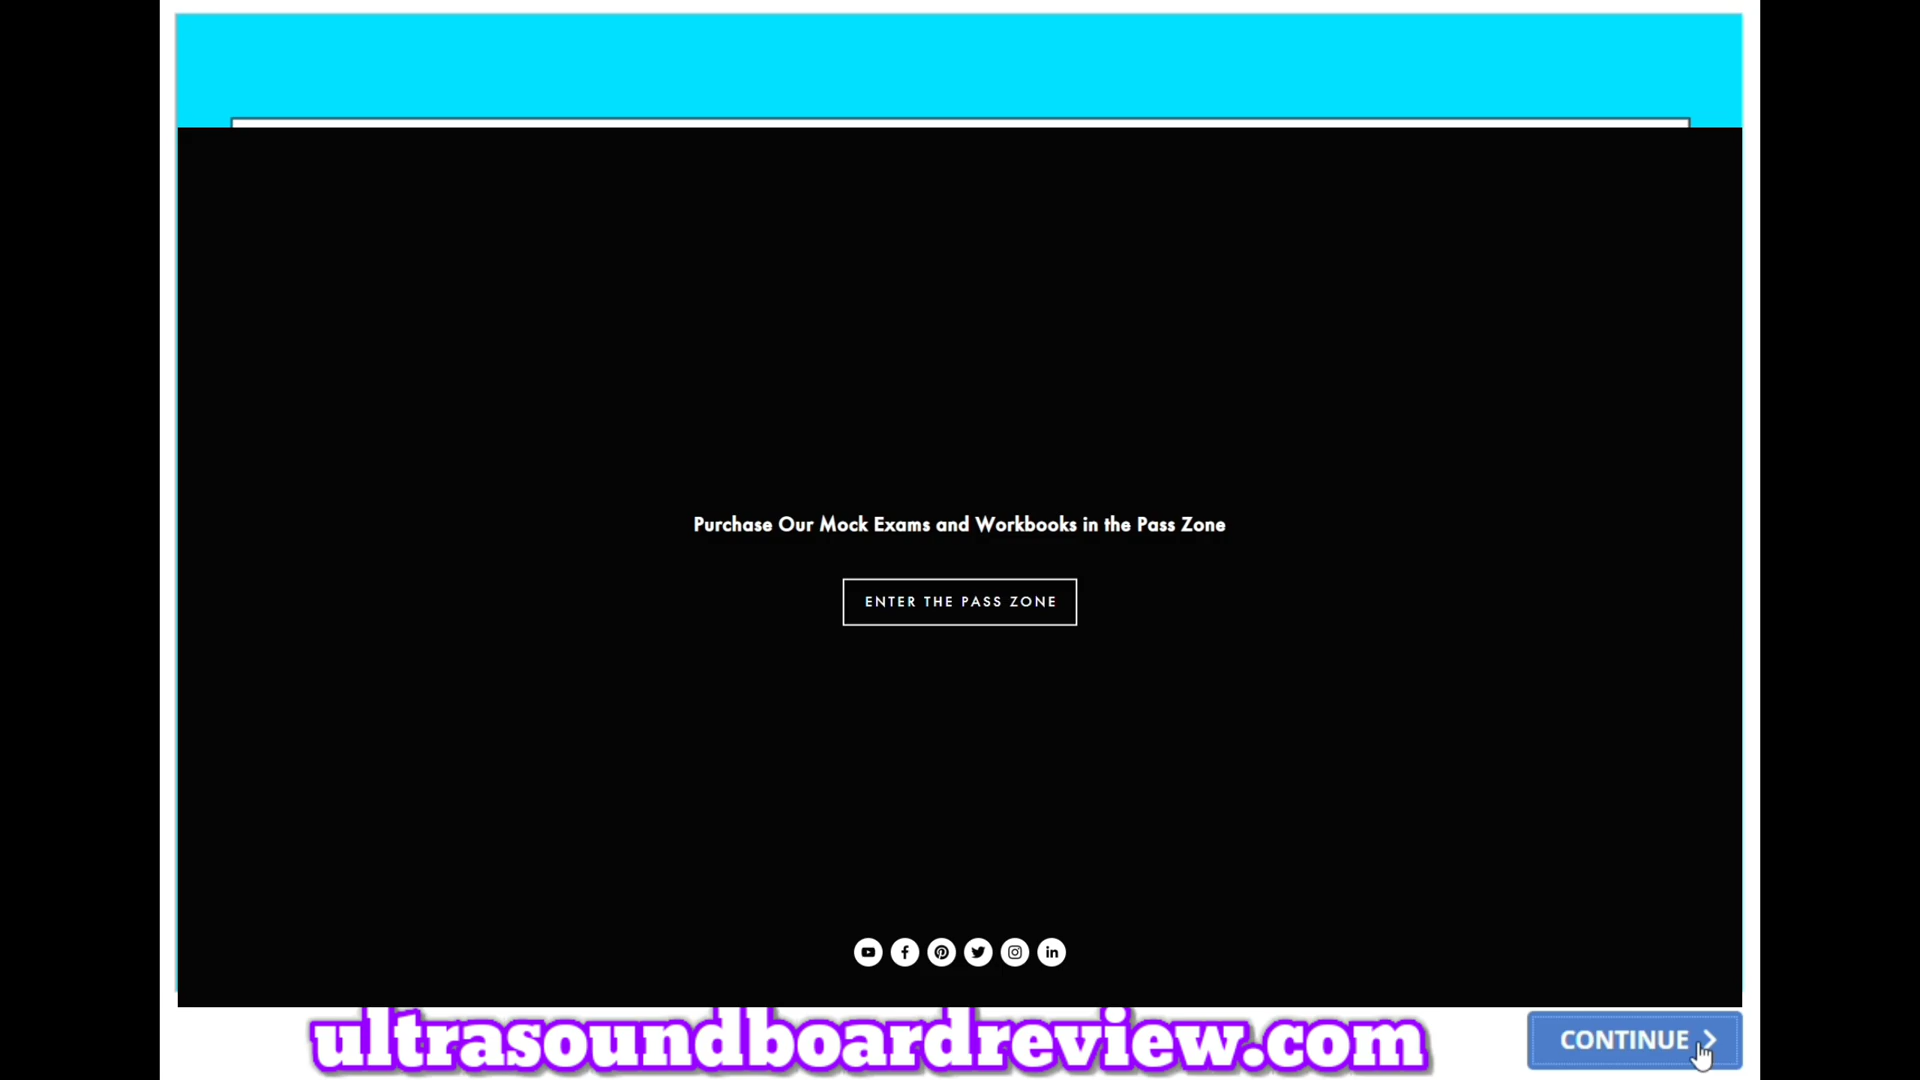 Purchase Our Mock Exams and Workbooks in the Pass Zone
ENTER THE PASS ZONE
ultrasoundboardreview.com
CONTINUE